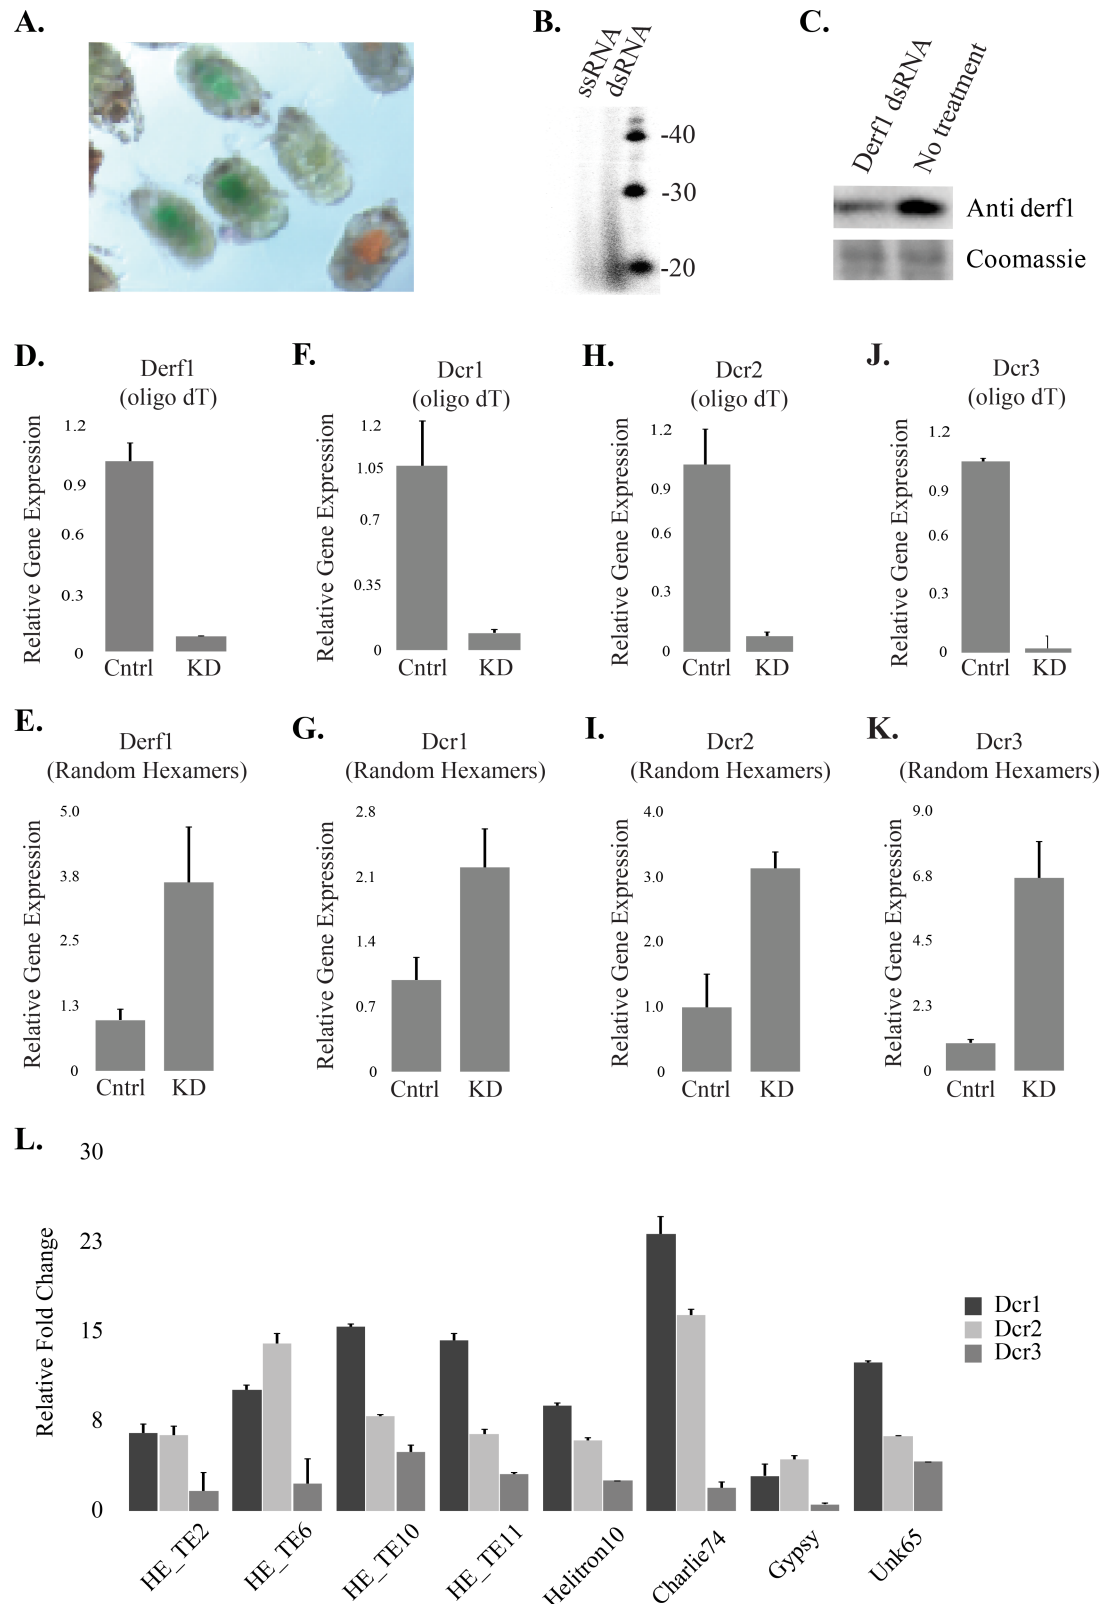 A.
B.
C.
ssRNA
dsRNA
-40
-30
-20
Derf1 dsRNA
No treatment
Anti derf1
Coomassie
D.
Derf1
(oligo dT)
Relative Gene Expression
1.2
0.9
0.6
0.3
0
Cntrl KD
F.
Dcr1
(oligo dT)
Relative Gene Expression
1.2
1.05
0.7
0.35
0
Cntrl KD
H.
Dcr2
(oligo dT)
Relative Gene Expression
1.2
0.9
0.6
0.3
0
Cntrl KD
J.
Dcr3
(oligo dT)
Relative Gene Expression
1.2
0.9
0.6
0.3
0
Cntrl KD
E.
Derf1
(Random Hexamers)
Relative Gene Expression
5.0
3.8
2.5
1.3
0
Cntrl KD
G.
Dcr1
(Random Hexamers)
Relative Gene Expression
2.8
2.1
1.4
0.7
0
Cntrl KD
I.
Dcr2
(Random Hexamers)
Relative Gene Expression
4.0
3.0
2.0
1.0
0
Cntrl KD
K.
Dcr3
(Random Hexamers)
Relative Gene Expression
9.0
6.8
4.5
2.3
0
Cntrl KD
L.
Relative Fold Change
30
23
15
8
0
HE_TE2
HE_TE6
HE_TE10
HE_TE11
Helitron10
Charlie74
Gypsy
Unk65
Dcr1
Dcr2
Dcr3